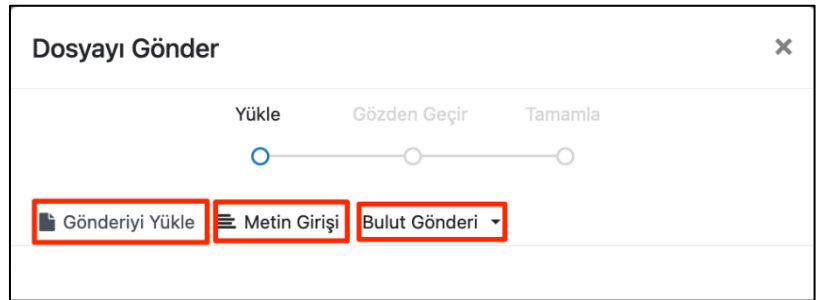 Dosyayı Gönder
Yükle Gözden Geçir Tamamla
Gönderiyi Yükle Metin Girişi Bulut Gönderi